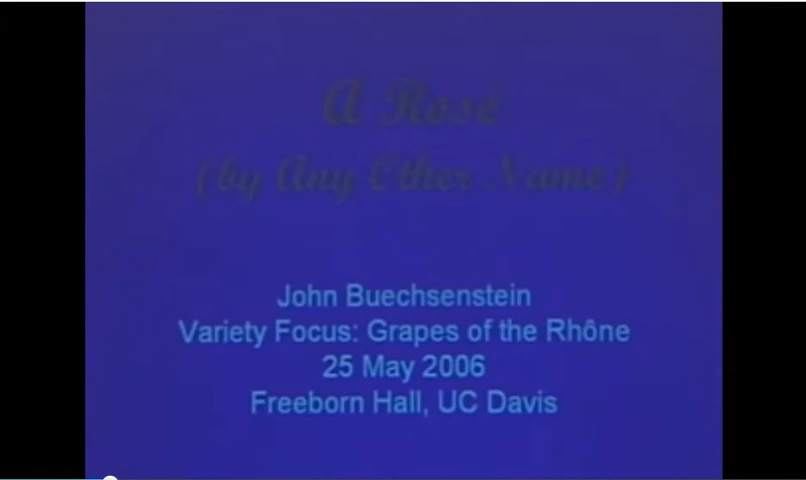 A Rosé
(by Any Other Name)
John Buechsenstein
Variety Focus: Grapes of the Rhône
25 May 2006
Freeborn Hall, UC Davis